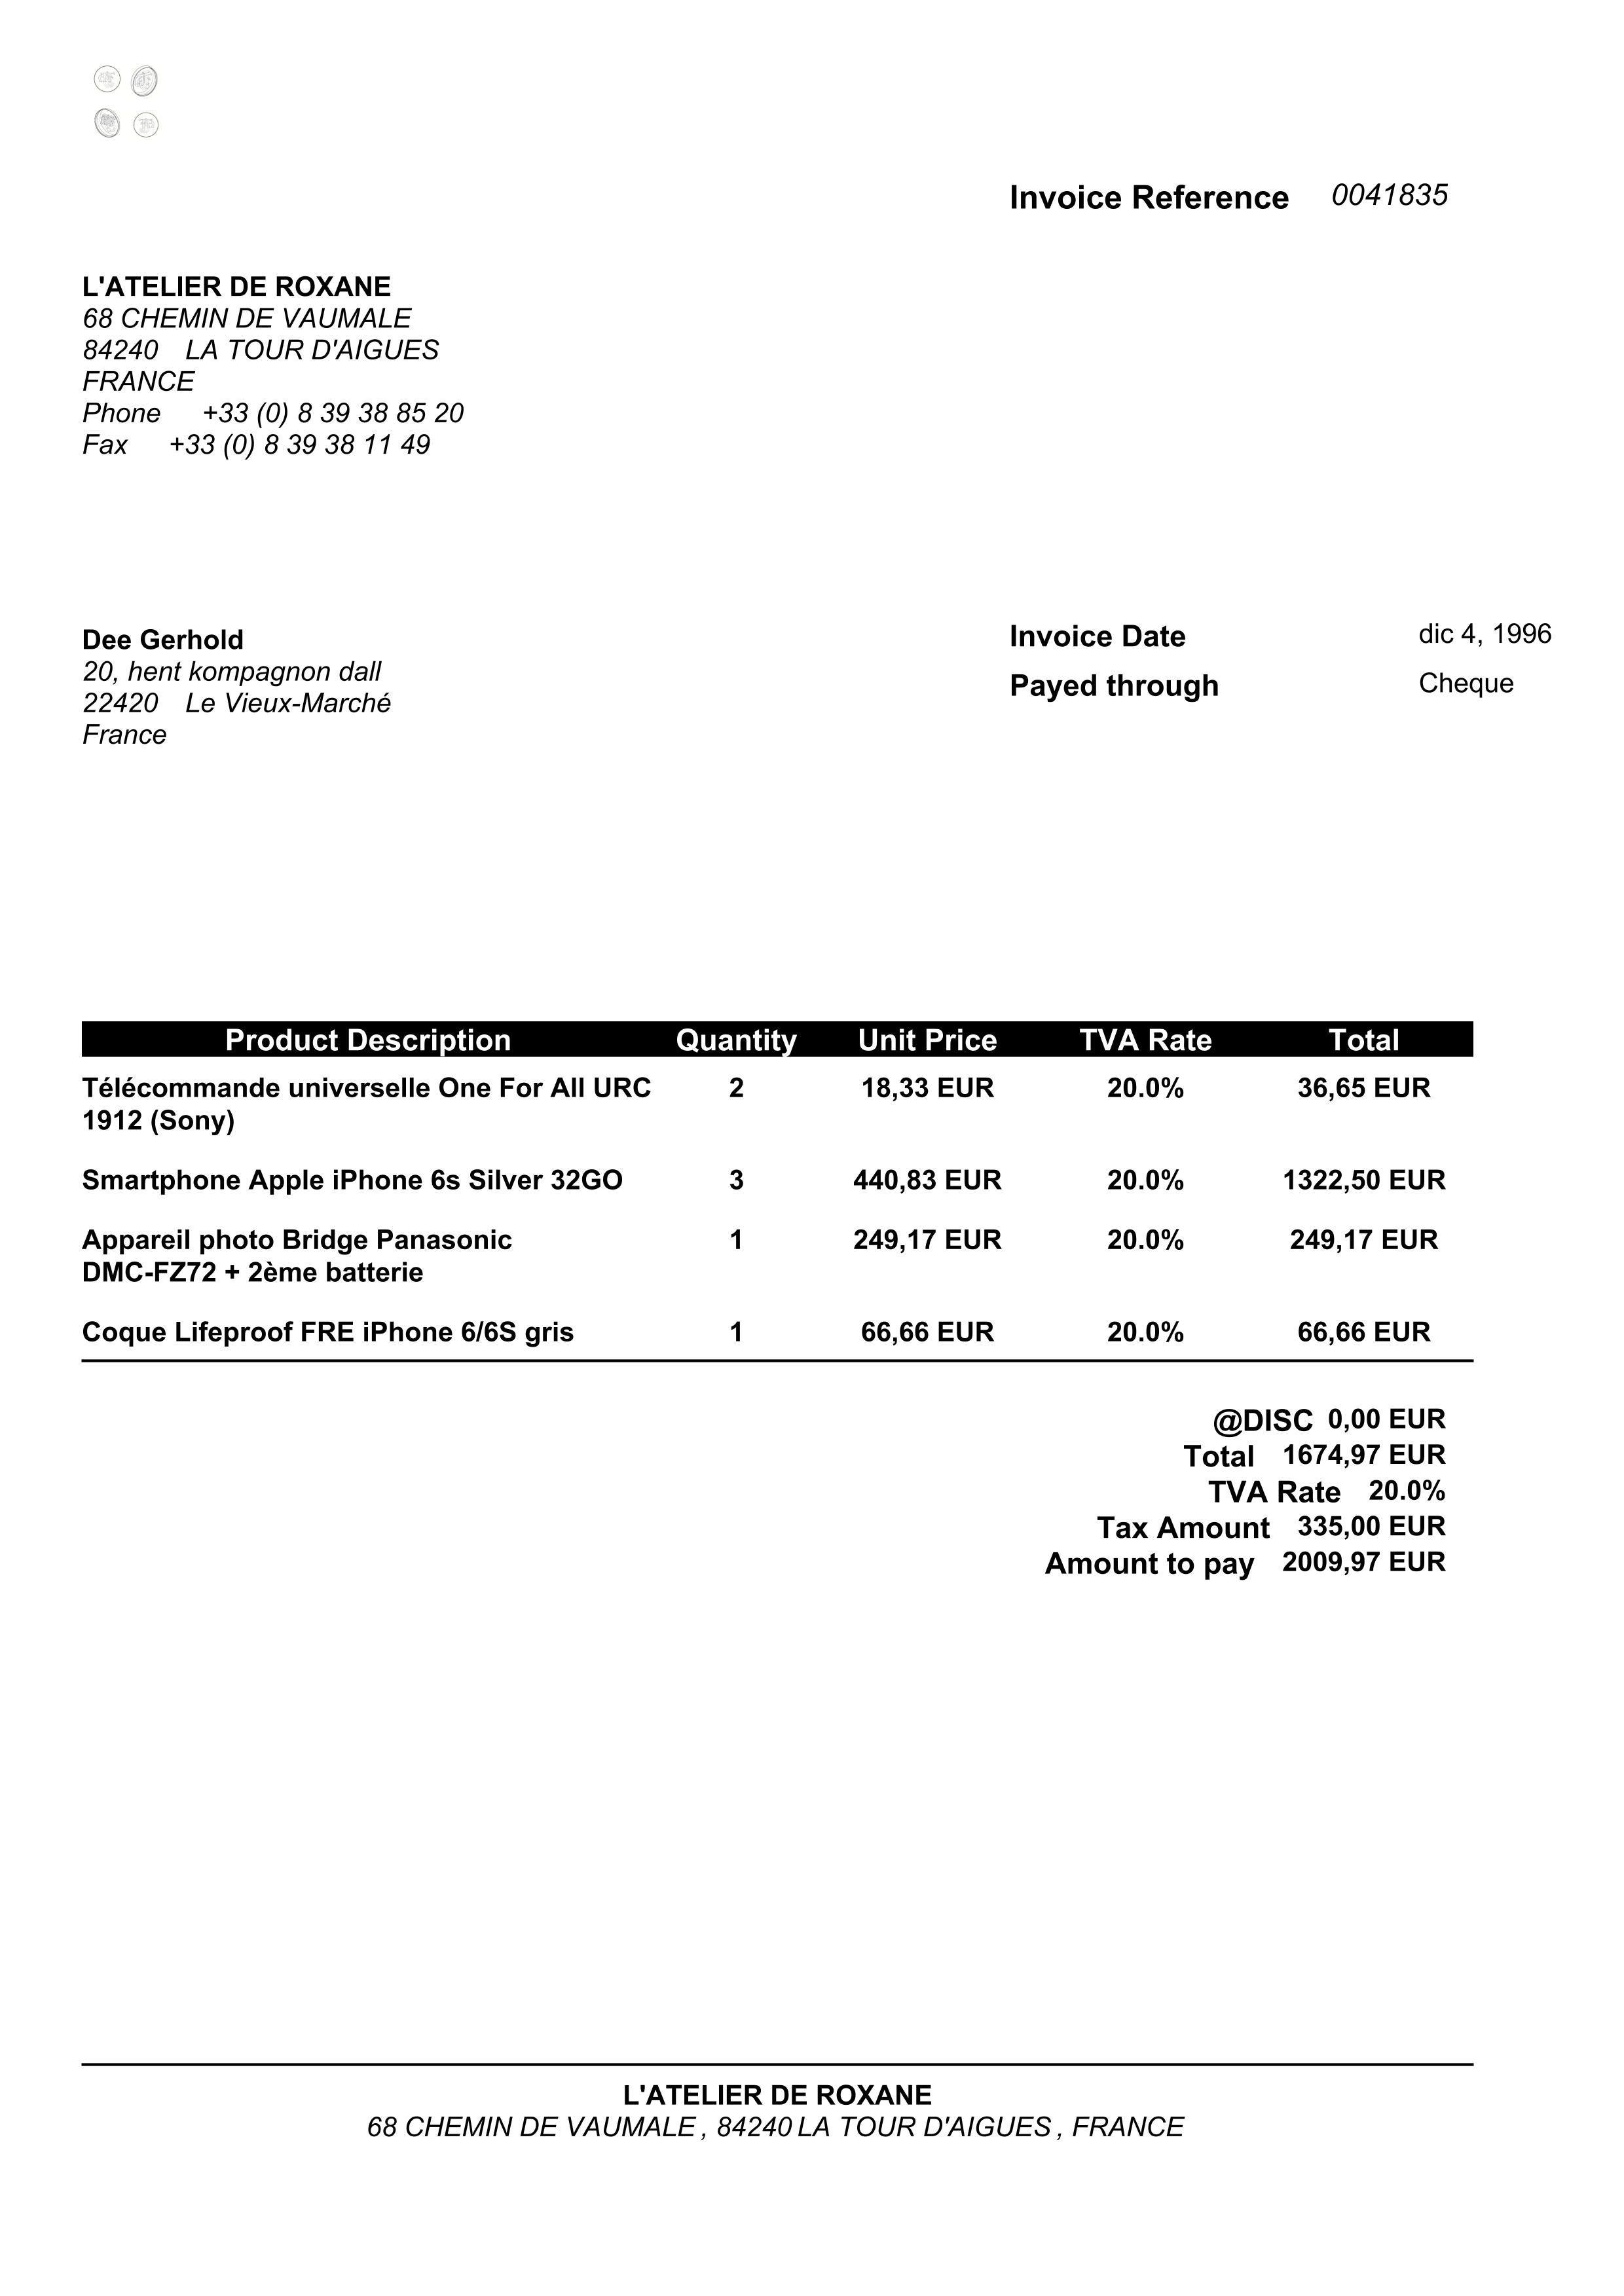 Invoice Reference 0041835
L'ATELIER DE ROXANE
68 CHEMIN DE VAUMALE
84240 LA TOUR D'AIGUES
FRANCE
Phone +33 (0) 8 39 38 85 20
Fax +33 (0) 8 39 38 11 49
Dee Gerhold
20, hent kompagnon dall
22420 Le Vieux-Marché
France
Invoice Date dic 4, 1996
Payed through Cheque
Product Description Quantity Unit Price TVA Rate Total
Télécommande universelle One For All URC 2 18,33 EUR 20.0% 36,65 EUR
1912 (Sony)
Smartphone Apple iPhone 6s Silver 32GO 3 440,83 EUR 20.0% 1322,50 EUR
Appareil photo Bridge Panasonic 1 249,17 EUR 20.0% 249,17 EUR
DMC-FZ72 + 2ème batterie
Coque Lifeproof FRE iPhone 6/6S gris 1 66,66 EUR 20.0% 66,66 EUR
@DISC 0,00 EUR
Total 1674,97 EUR
TVA Rate 20.0%
Tax Amount 335,00 EUR
Amount to pay 2009,97 EUR
L'ATELIER DE ROXANE
68 CHEMIN DE VAUMALE , 84240 LA TOUR D'AIGUES , FRANCE